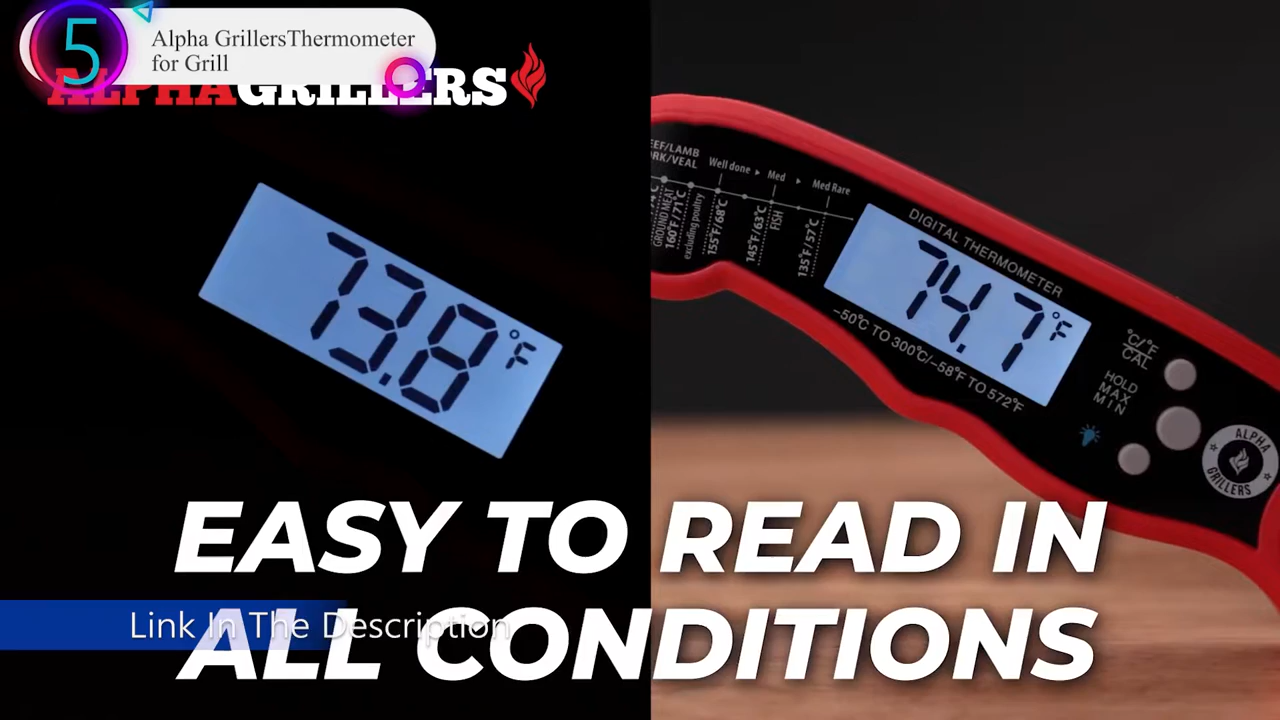 5
Alpha GrillersThermometer
for Grill
ALPHAGRILLERS
73.8°F
EF/LAMB
RK/VEAL
Well done
Med
Med Rare
GROUND MEAT
160°F/71°C
excluding poultry
155°F/68°C
145°F/63°C
FISH
135°F/57°C
DIGITAL THERMOMETER
74.7°F
-50°C TO 300°C/-58°F TO 572°F
°C/°F
CAL
HOLD
MAX
MIN
ALPHA
GRILLERS
EASY TO READ IN
ALL CONDITIONS
Link In The Description